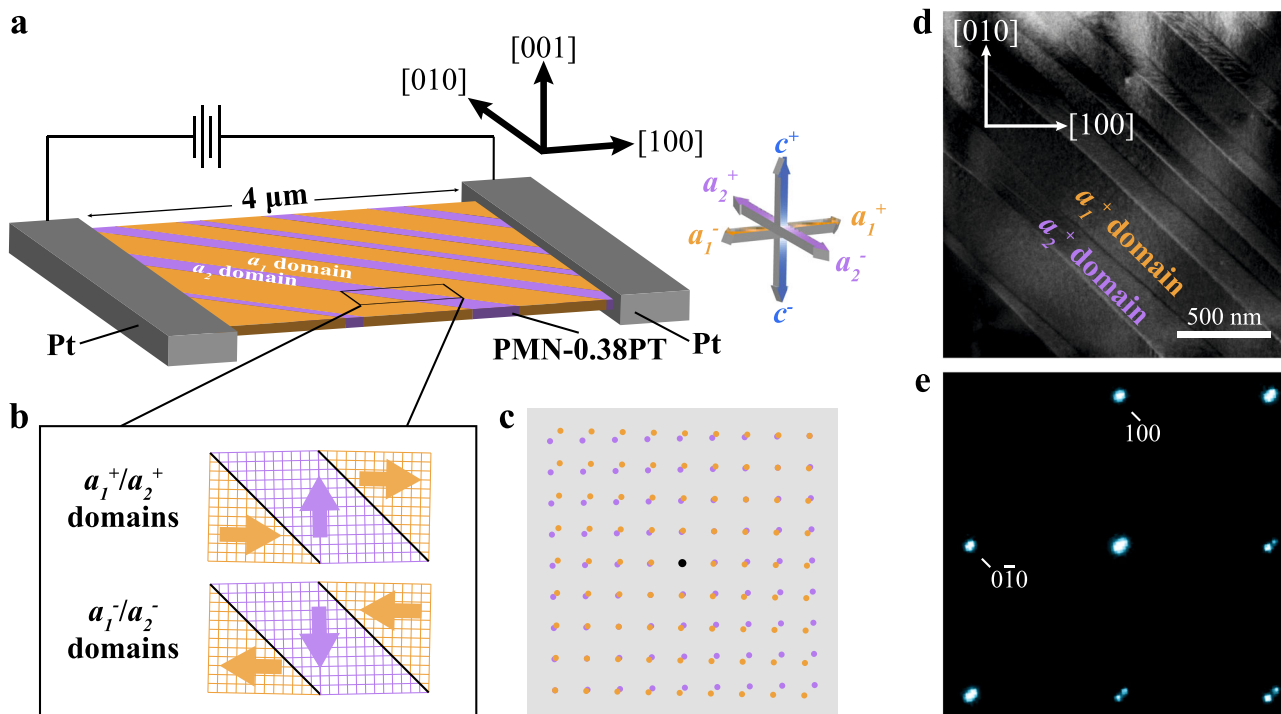 a
[001]
[010]
[100]
4 μm
a₁ domain
a₂ domain
Pt
PMN-0.38PT
Pt
c⁺
a₂⁺
a₁⁺
a₁⁻
a₂⁻
c⁻
b
a₁⁺/a₂⁺
domains
a₁⁻/a₂⁻
domains
c
d
[010]
[100]
a₁⁺ domain
a₂⁺ domain
500 nm
e
100
01̄0